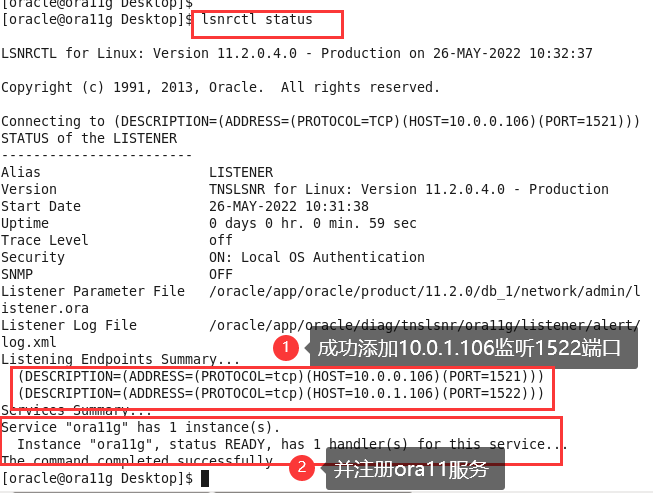 [oracle@ora11g Desktop]$
[oracle@ora11g Desktop]$ lsnrctl status
LSNRCTL for Linux: Version 11.2.0.4.0 - Production on 26-MAY-2022 10:32:37
Copyright (c) 1991, 2013, Oracle.  All rights reserved.
Connecting to (DESCRIPTION=(ADDRESS=(PROTOCOL=TCP)(HOST=10.0.0.106)(PORT=1521)))
STATUS of the LISTENER
------------------------
Alias                     LISTENER
Version                   TNSLSNR for Linux: Version 11.2.0.4.0 - Production
Start Date                26-MAY-2022 10:31:38
Uptime                    0 days 0 hr. 0 min. 59 sec
Trace Level               off
Security                  ON: Local OS Authentication
SNMP                      OFF
Listener Parameter File   /oracle/app/oracle/product/11.2.0/db_1/network/admin/l
istener.ora
Listener Log File         /oracle/app/oracle/diag/tnslsnr/ora11g/listener/alert/
log.xml
1 成功添加10.0.1.106监听1522端口
Listening Endpoints Summary...
(DESCRIPTION=(ADDRESS=(PROTOCOL=tcp)(HOST=10.0.0.106)(PORT=1521)))
(DESCRIPTION=(ADDRESS=(PROTOCOL=tcp)(HOST=10.0.1.106)(PORT=1522)))
Services Summary...
Service "ora11g" has 1 instance(s).
Instance "ora11g", status READY, has 1 handler(s) for this service...
The command completed successfully
2 并注册ora11服务
[oracle@ora11g Desktop]$